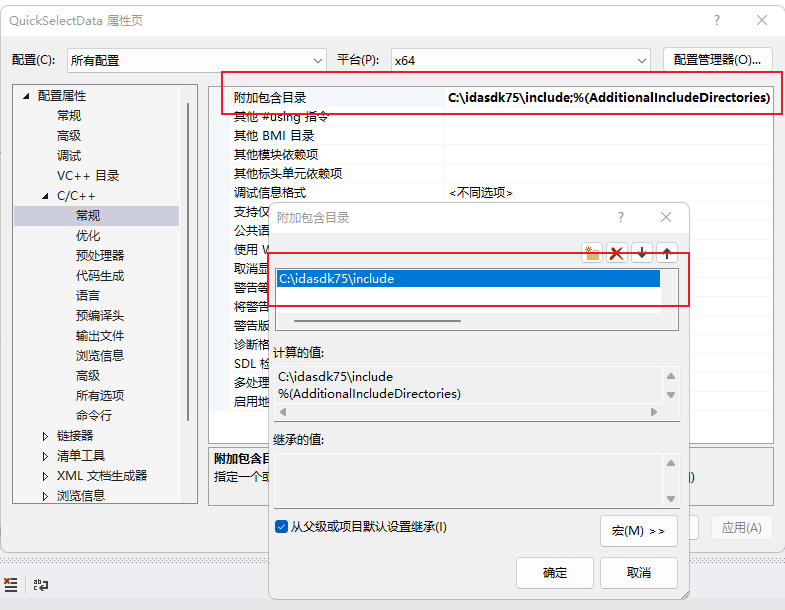 QuickSelectData 属性页
?
配置(C):
所有配置
平台(P):
x64
配置管理器(O)...
配置属性
常规
高级
调试
VC++ 目录
C/C++
常规
优化
预处理器
代码生成
语言
预编译头
输出文件
浏览信息
高级
所有选项
命令行
链接器
清单工具
XML 文档生成器
浏览信息
附加包含目录
C:\idasdk75\include;%(AdditionalIncludeDirectories)
其他 #using 指令
其他 BMI 目录
其他模块依赖项
其他标头单元依赖项
调试信息格式
<不同选项>
支持仅
公共语
使用 W
取消显
警告等
将警告
警告版
诊断格
SDL 检
多处理
启用地
附加包含目
指定一个或
应用(A)
附加包含目录
?
C:\idasdk75\include
计算的值:
C:\idasdk75\include
%(AdditionalIncludeDirectories)
继承的值:
从父级或项目默认设置继承(I)
宏(M) >>
确定
取消